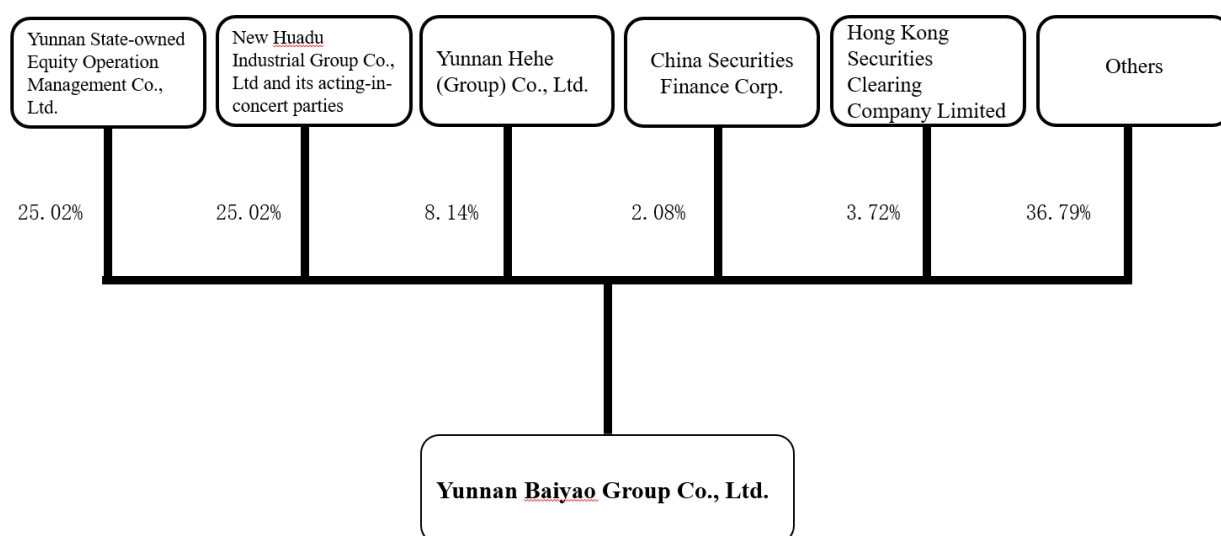 Yunnan State-owned
Equity Operation
Management Co.,
Ltd.
New Huadu
Industrial Group Co.,
Ltd and its acting-in-
concert parties
Yunnan Hehe
(Group) Co., Ltd.
China Securities
Finance Corp.
Hong Kong
Securities
Clearing
Company Limited
Others
25.02%
25.02%
8.14%
2.08%
3.72%
36.79%
Yunnan Baiyao Group Co., Ltd.